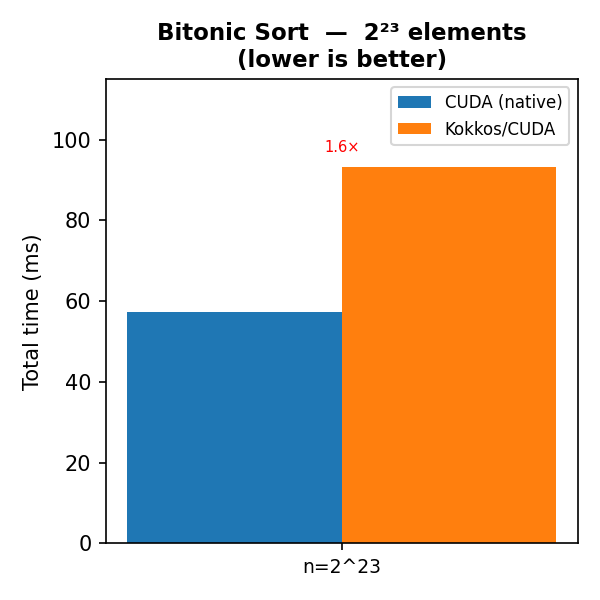 Bitonic Sort  —  2²³ elements
(lower is better)
CUDA (native)
Kokkos/CUDA
1.6×
Total time (ms)
100
80
60
40
20
0
n=2^23